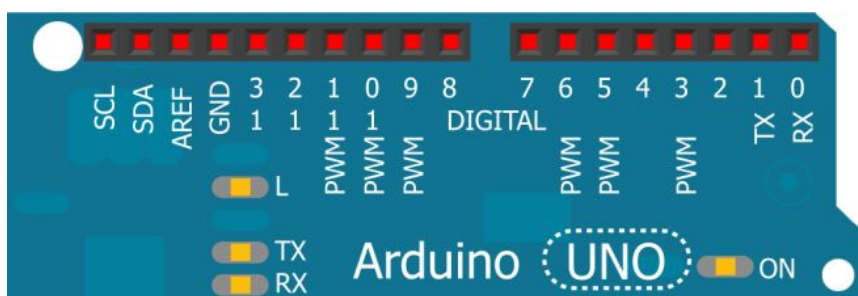 SCL SDA AREF GND 13 12 11 10 9 8 7 6 5 4 3 2 1 0
PWM PWM PWM DIGITAL PWM PWM PWM TX RX
L
TX
RX
Arduino UNO ON